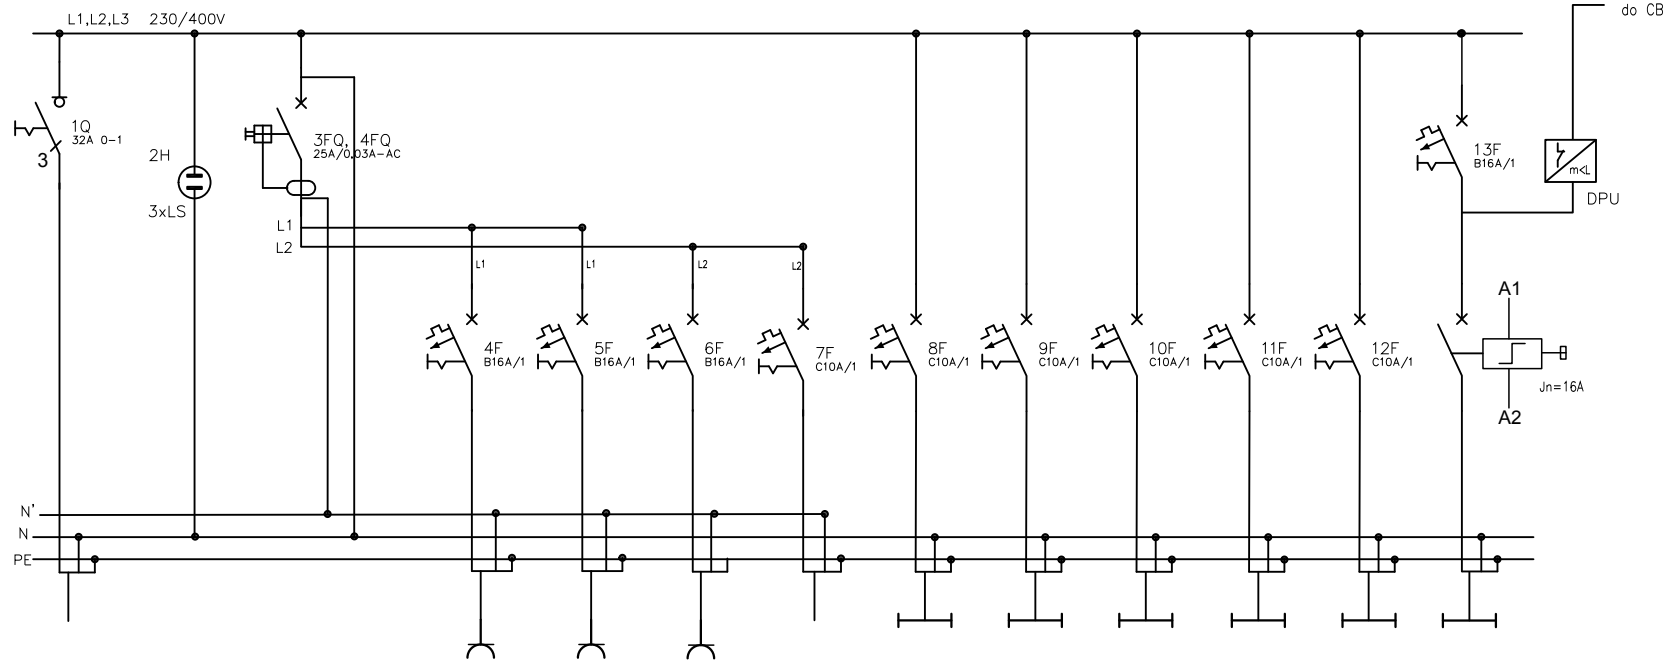 L1,L2,L3 230/400V
do CB
1Q
32A 0-1
3
2H
3xLS
3FQ, 4FQ
25A/0,03A-AC
L1
L2
L1
L1
L2
L2
13F
B16A/1
m<L
DPU
A1
4F
B16A/1
5F
B16A/1
6F
B16A/1
7F
C10A/1
8F
C10A/1
9F
C10A/1
10F
C10A/1
11F
C10A/1
12F
C10A/1
Jn=16A
A2
N'
N
PE